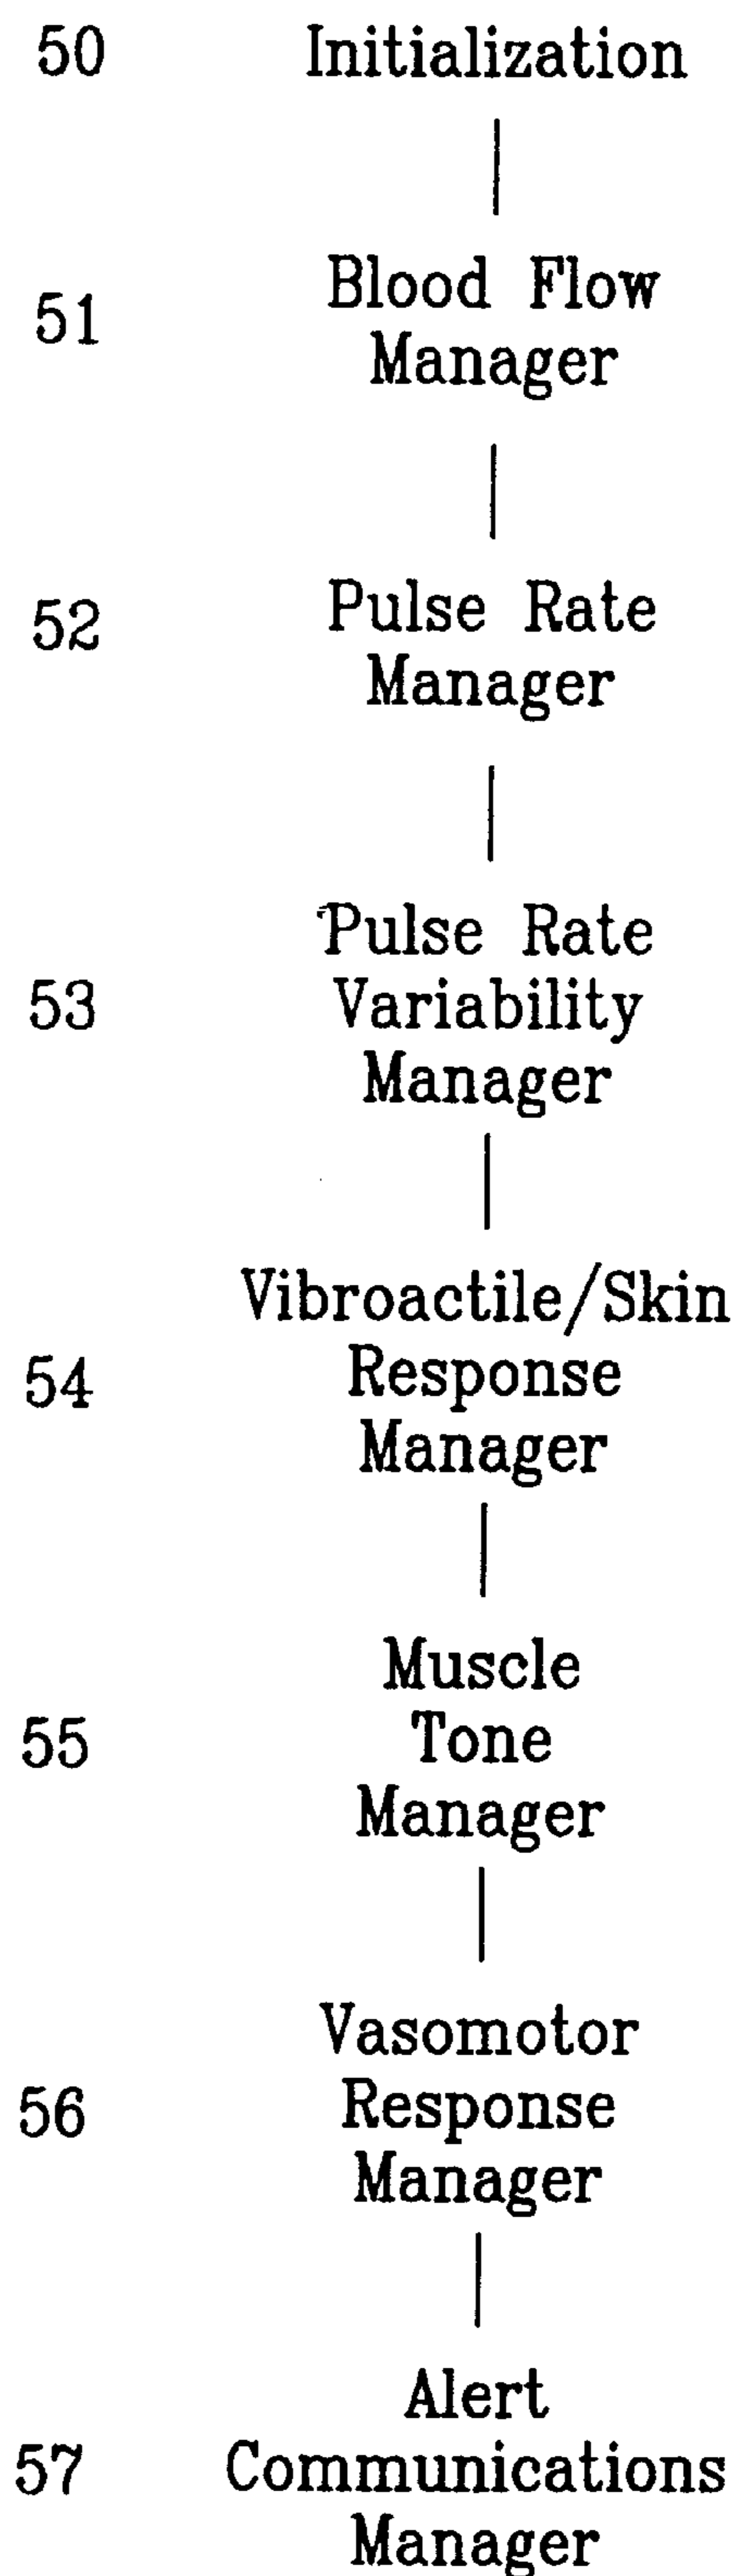 50 Initialization
51 Blood Flow
Manager
52 Pulse Rate
Manager
Pulse Rate
53 Variability
Manager
Vibroactile/Skin
54 Response
Manager
Muscle
55 Tone
Manager
Vasomotor
56 Response
Manager
Alert
57 Communications
Manager